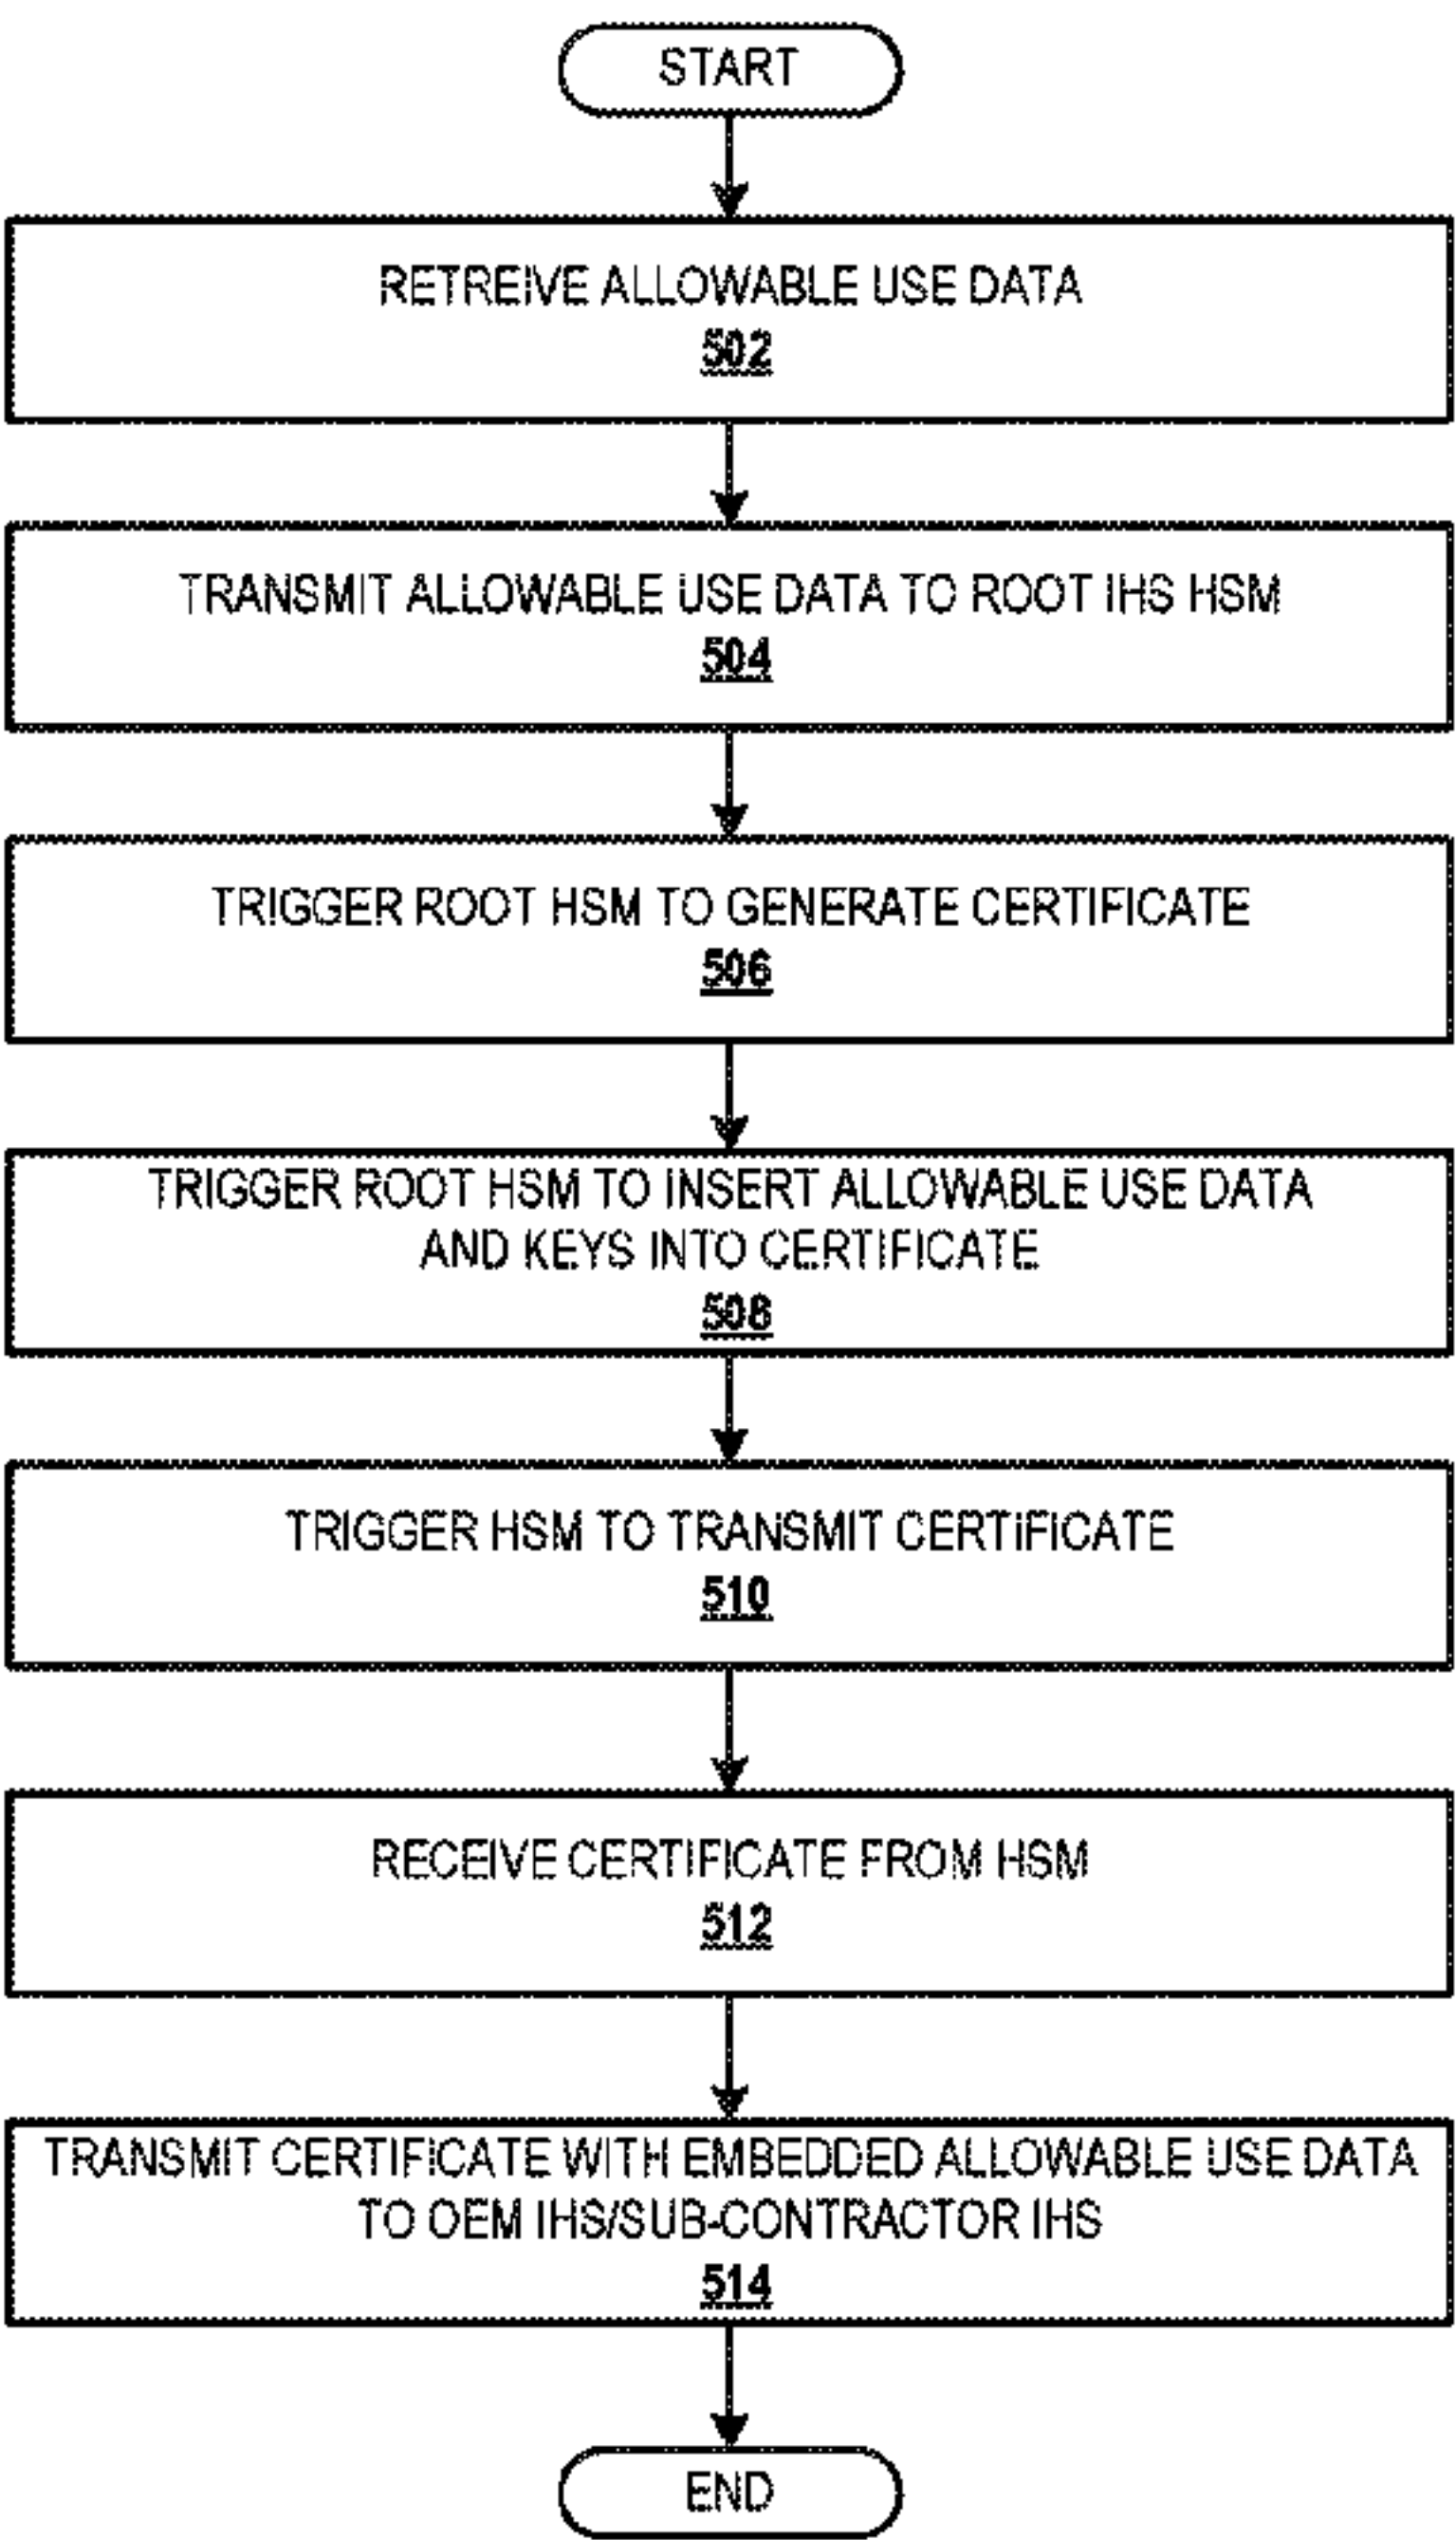 START
RETREIVE ALLOWABLE USE DATA
502
TRANSMIT ALLOWABLE USE DATA TO ROOT IHS HSM
504
TRIGGER ROOT HSM TO GENERATE CERTIFICATE
506
TRIGGER ROOT HSM TO INSERT ALLOWABLE USE DATA
AND KEYS INTO CERTIFICATE
508
TRIGGER HSM TO TRANSMIT CERTIFICATE
510
RECEIVE CERTIFICATE FROM HSM
512
TRANSMIT CERTIFICATE WITH EMBEDDED ALLOWABLE USE DATA
TO OEM IHS/SUB-CONTRACTOR IHS
514
END